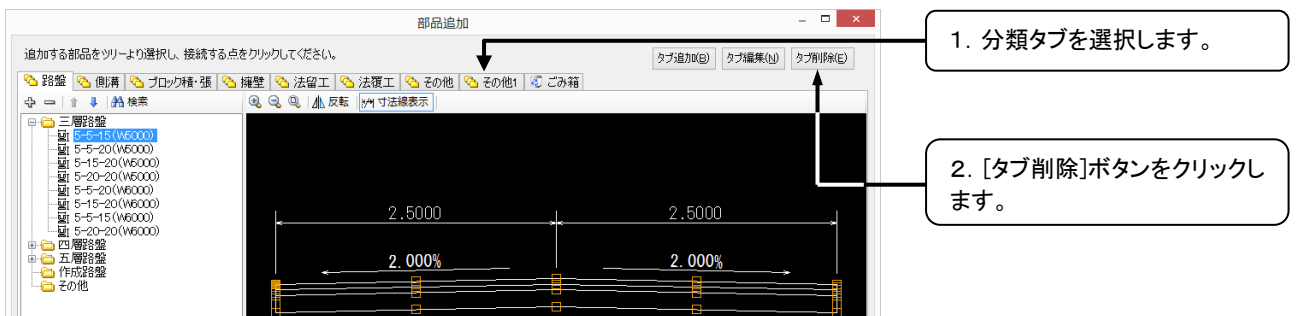 部品追加
追加する部品をツリーより選択し、接続する点をクリックしてください。
タブ追加(B) タブ編集(N) タブ削除(E)
路盤 側溝 ブロック積・張 擁壁 法留工 法覆工 その他 その他1 ごみ箱
検索 反転 寸法線表示
三層路盤
5-5-15(W5000)
5-5-20(W5000)
5-15-20(W5000)
5-20-20(W5000)
5-5-20(W6000)
5-15-20(W6000)
5-5-15(W6000)
5-20-20(W6000)
四層路盤
五層路盤
作成路盤
その他
2.5000 2.5000
2.000% 2.000%
1．分類タブを選択します。
2．[タブ削除]ボタンをクリックし
ます。